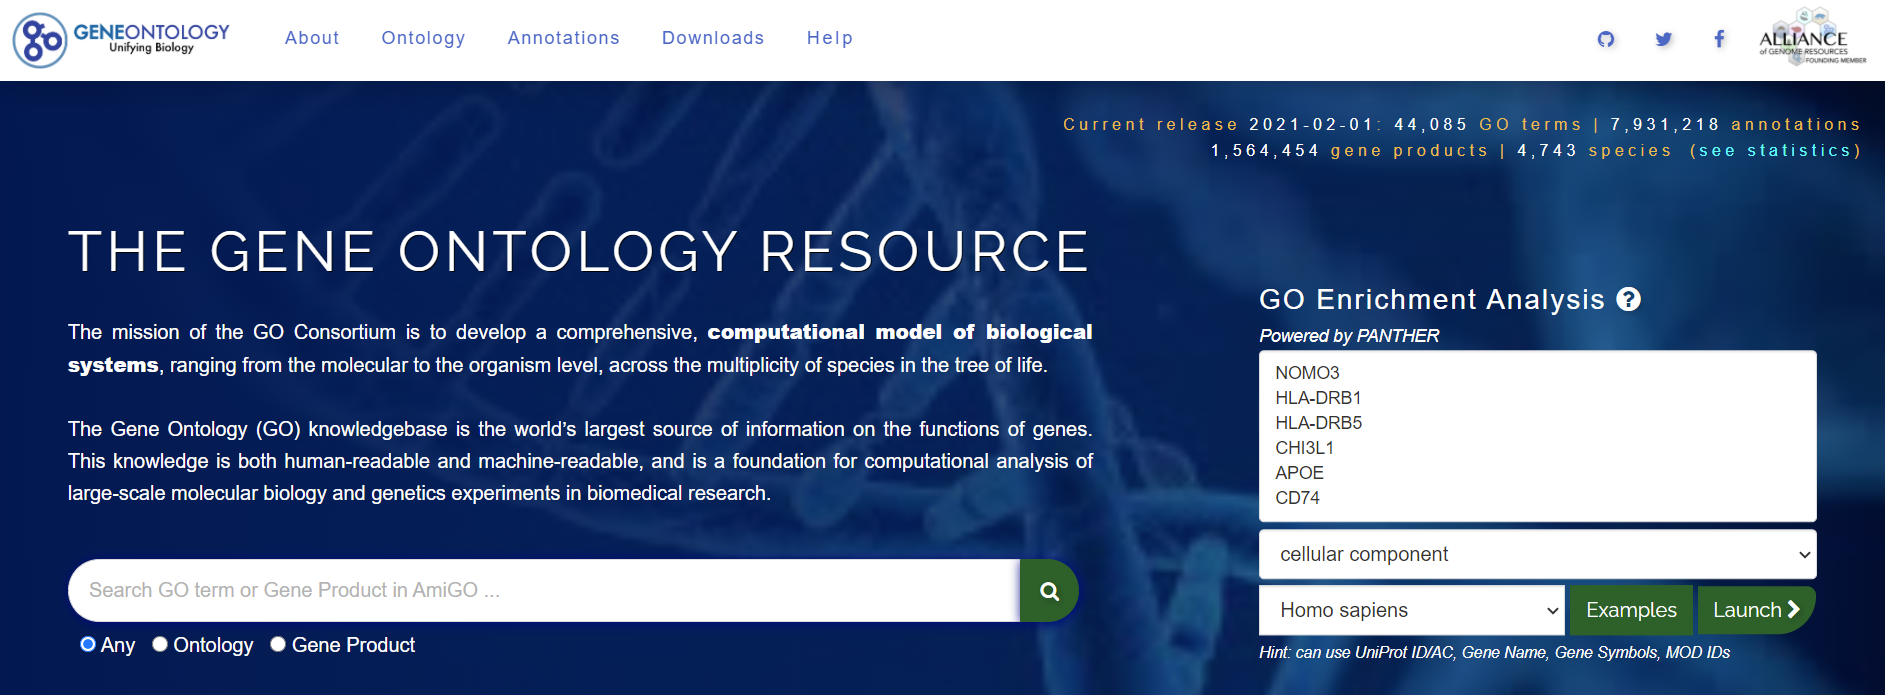 GENEONTOLOGY
Unifying Biology
About Ontology Annotations Downloads Help
ALLIANCE
of GENOME RESOURCES
FOUNDING MEMBER
Current release 2021-02-01: 44,085 GO terms | 7,931,218 annotations
1,564,454 gene products | 4,743 species (see statistics)
THE GENE ONTOLOGY RESOURCE
The mission of the GO Consortium is to develop a comprehensive, computational model of biological
systems, ranging from the molecular to the organism level, across the multiplicity of species in the tree of life.
The Gene Ontology (GO) knowledgebase is the world’s largest source of information on the functions of genes.
This knowledge is both human-readable and machine-readable, and is a foundation for computational analysis of
large-scale molecular biology and genetics experiments in biomedical research.
Search GO term or Gene Product in AmiGO ...
Any Ontology Gene Product
GO Enrichment Analysis ?
Powered by PANTHER
NOMO3
HLA-DRB1
HLA-DRB5
CHI3L1
APOE
CD74
cellular component
Homo sapiens Examples Launch
Hint: can use UniProt ID/AC, Gene Name, Gene Symbols, MOD IDs